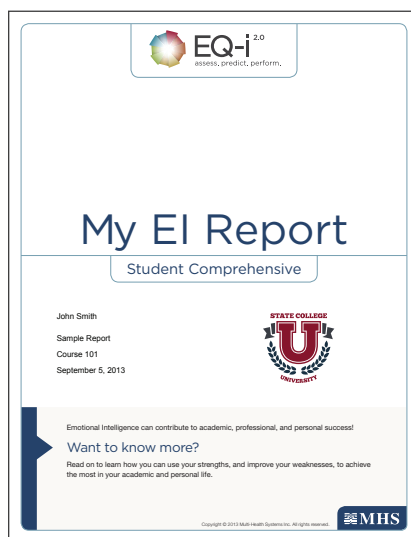 EQ-i 2.0
assess. predict. perform.
My EI Report
Student Comprehensive
John Smith
Sample Report
Course 101
September 5, 2013
STATE COLLEGE
U
UNIVERSITY
Emotional Intelligence can contribute to academic, professional, and personal success!
Want to know more?
Read on to learn how you can use your strengths, and improve your weaknesses, to achieve
the most in your academic and personal life.
Copyright © 2013 Multi-Health Systems Inc. All rights reserved.
MHS